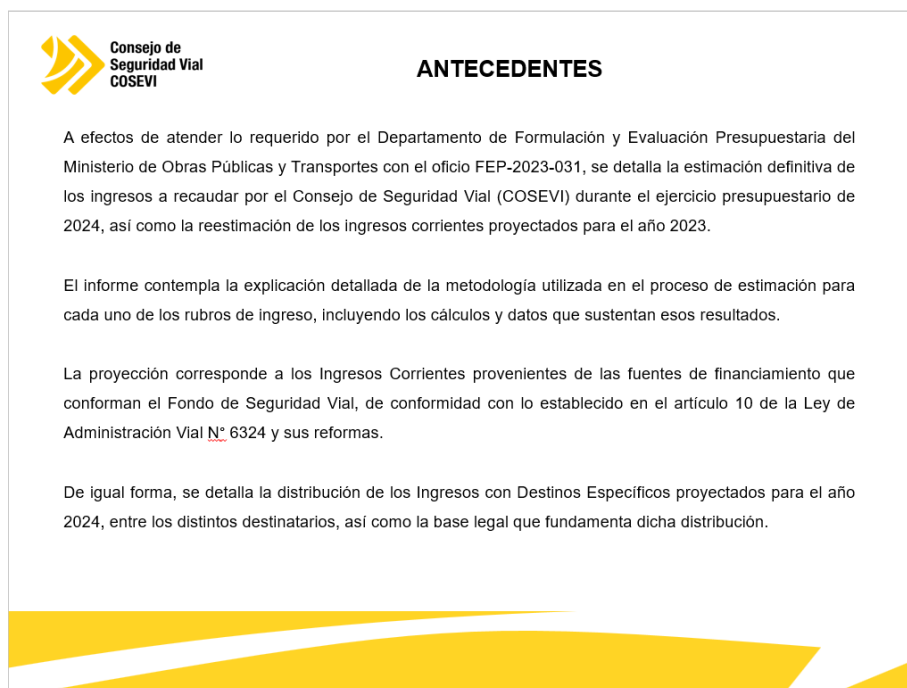 Consejo de
Seguridad Vial
COSEVI
ANTECEDENTES
A efectos de atender lo requerido por el Departamento de Formulación y Evaluación Presupuestaria del
Ministerio de Obras Públicas y Transportes con el oficio FEP-2023-031, se detalla la estimación definitiva de
los ingresos a recaudar por el Consejo de Seguridad Vial (COSEVI) durante el ejercicio presupuestario de
2024, así como la reestimación de los ingresos corrientes proyectados para el año 2023.
El informe contempla la explicación detallada de la metodología utilizada en el proceso de estimación para
cada uno de los rubros de ingreso, incluyendo los cálculos y datos que sustentan esos resultados.
La proyección corresponde a los Ingresos Corrientes provenientes de las fuentes de financiamiento que
conforman el Fondo de Seguridad Vial, de conformidad con lo establecido en el artículo 10 de la Ley de
Administración Vial N° 6324 y sus reformas.
De igual forma, se detalla la distribución de los Ingresos con Destinos Específicos proyectados para el año
2024, entre los distintos destinatarios, así como la base legal que fundamenta dicha distribución.